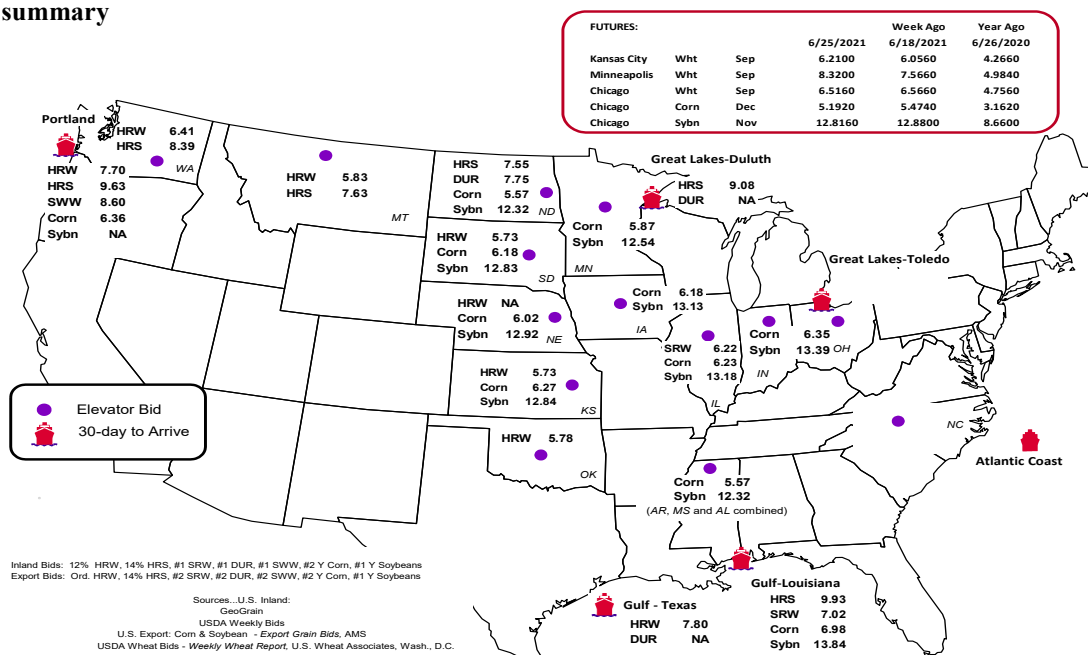 summary
FUTURES: Week Ago Year Ago
6/25/2021 6/18/2021 6/26/2020
Kansas City Wht Sep 6.2100 6.0560 4.2660
Minneapolis Wht Sep 8.3200 7.5660 4.9840
Chicago Wht Sep 6.5160 6.5660 4.7560
Chicago Corn Dec 5.1920 5.4740 3.1620
Chicago Sybn Nov 12.8160 12.8800 8.6600
Portland
HRW 6.41
HRS 8.39
WA
HRW 7.70
HRS 9.63
SWW 8.60
Corn 6.36
Sybn NA
HRW 5.83
HRS 7.63
MT
HRS 7.55
DUR 7.75
Corn 5.57
Sybn 12.32 ND
HRW 5.73
Corn 6.18
Sybn 12.83
SD
HRW NA
Corn 6.02
Sybn 12.92 NE
HRW 5.73
Corn 6.27
Sybn 12.84
KS
HRW 5.78
OK
Great Lakes-Duluth
HRS 9.08
DUR NA
Corn 5.87
Sybn 12.54
MN
Corn 6.18
Sybn 13.13
IA
SRW 6.22
Corn 6.23
Sybn 13.18
IL
Great Lakes-Toledo
Corn 6.35
Sybn 13.39 OH
IN
NC
Atlantic Coast
Corn 5.57
Sybn 12.32
(AR, MS and AL combined)
Elevator Bid
30-day to Arrive
Gulf - Texas
HRW 7.80
DUR NA
Gulf-Louisiana
HRS 9.93
SRW 7.02
Corn 6.98
Sybn 13.84
Inland Bids: 12% HRW, 14% HRS, #1 SRW, #1 DUR, #1 SWW, #2 Y Corn, #1 Y Soybeans
Export Bids: Ord. HRW, 14% HRS, #2 SRW, #2 DUR, #2 SWW, #2 Y Corn, #1 Y Soybeans
Sources...U.S. Inland:
GeoGrain
USDA Weekly Bids
U.S. Export: Corn & Soybean - Export Grain Bids, AMS
USDA Wheat Bids - Weekly Wheat Report, U.S. Wheat Associates, Wash., D.C.